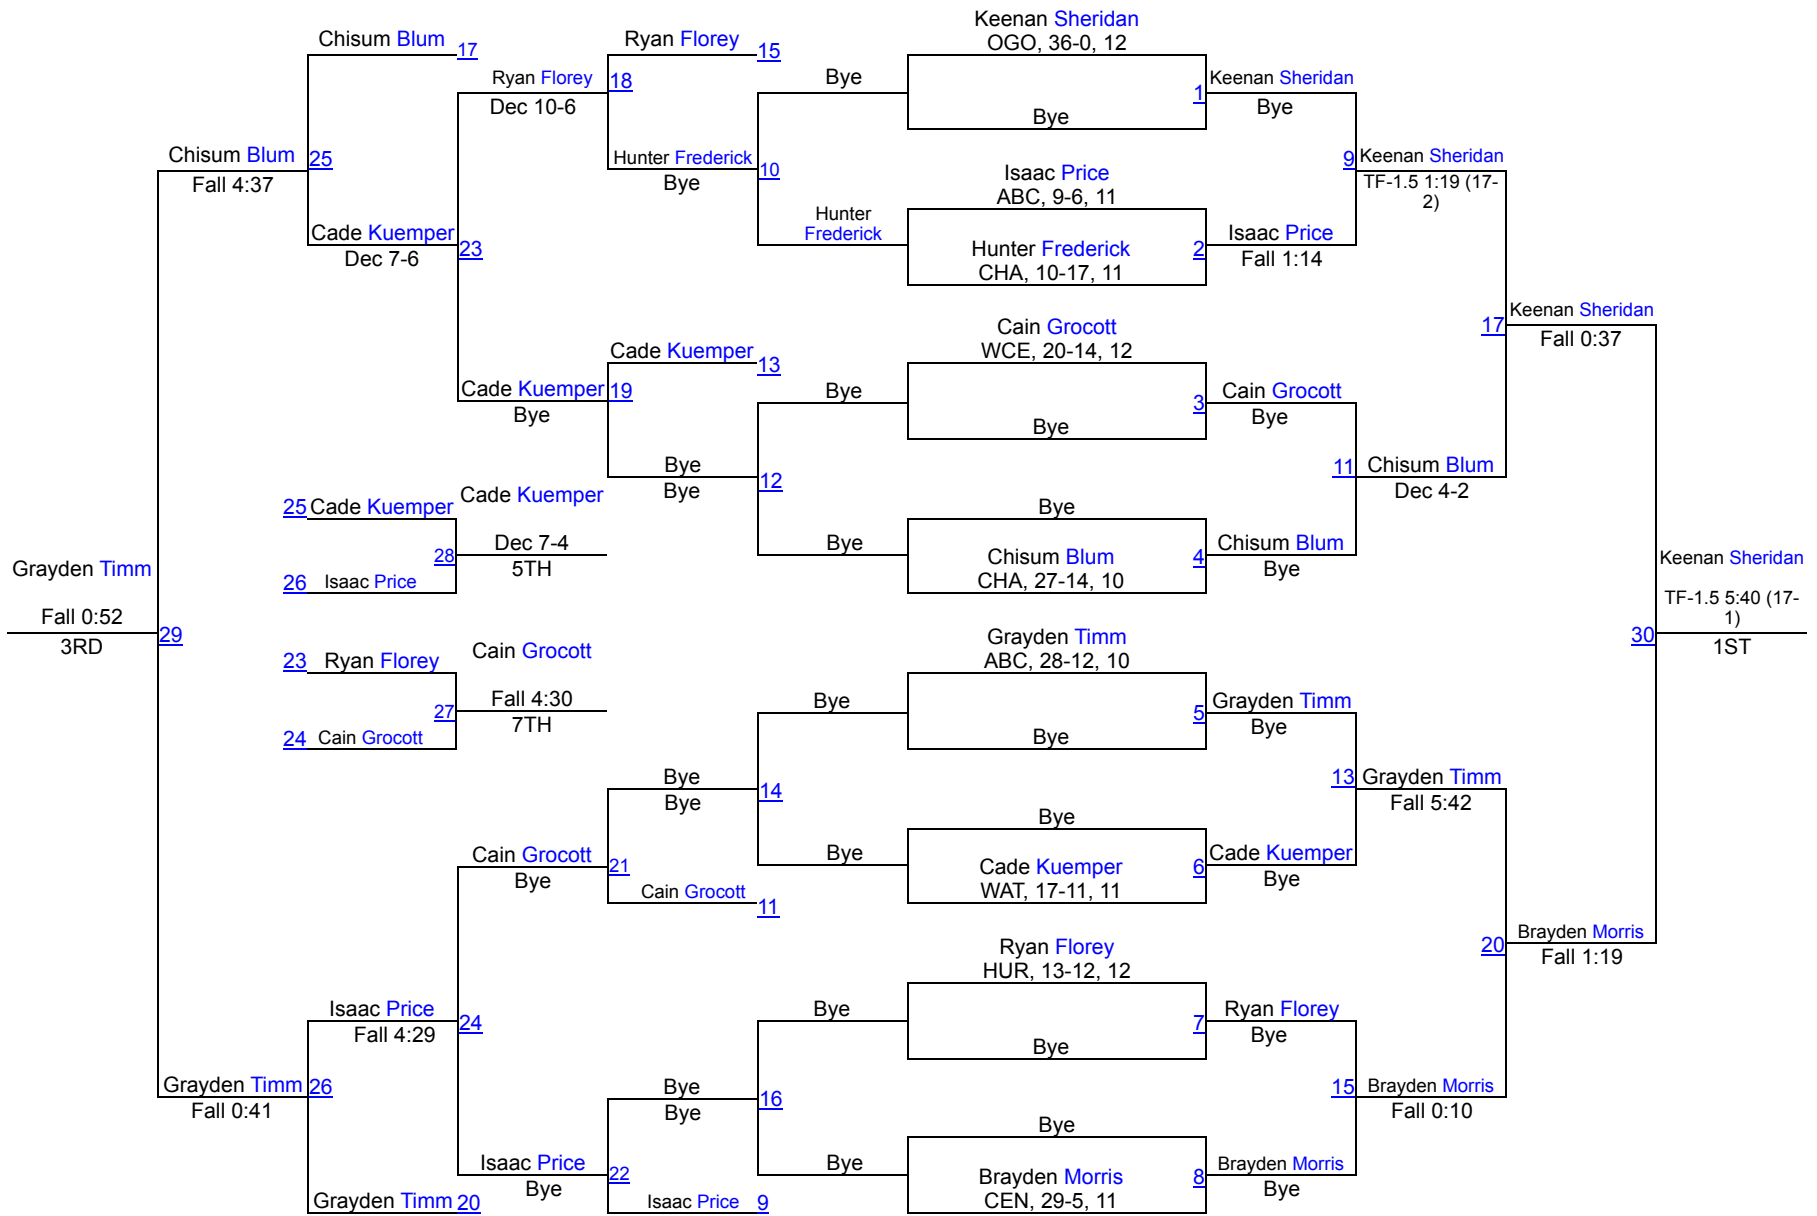 Keenan Sheridan
OGO, 36-0, 12
Chisum Blum
17
Ryan Florey
15
Ryan Florey
18
Dec 10-6
Bye
1
Keenan Sheridan
Bye
Bye
Chisum Blum
25
Fall 4:37
Hunter Frederick
10
Bye
Isaac Price
ABC, 9-6, 11
9
Keenan Sheridan
TF-1.5 1:19 (17-
2)
Hunter
Frederick
Cade Kuemper
23
Dec 7-6
Hunter Frederick
CHA, 10-17, 11
2
Isaac Price
Fall 1:14
Cain Grocott
WCE, 20-14, 12
17
Keenan Sheridan
Fall 0:37
Cade Kuemper
13
Cade Kuemper
19
Bye
Bye
3
Cain Grocott
Bye
Bye
Bye
Bye
12
11
Chisum Blum
Dec 4-2
25
Cade Kuemper
Cade Kuemper
Bye
28
Dec 7-4
5TH
Bye
Chisum Blum
CHA, 27-14, 10
4
Chisum Blum
Bye
26
Isaac Price
Grayden Timm
Fall 0:52
29
3RD
Keenan Sheridan
TF-1.5 5:40 (17-
1)
30
1ST
23
Ryan Florey
Cain Grocott
Grayden Timm
ABC, 28-12, 10
27
Fall 4:30
7TH
Bye
5
Grayden Timm
Bye
Bye
24
Cain Grocott
Bye
Bye
14
13
Grayden Timm
Fall 5:42
Bye
Cain Grocott
21
Bye
Bye
Cade Kuemper
WAT, 17-11, 11
6
Cade Kuemper
Bye
Cain Grocott
11
Ryan Florey
HUR, 13-12, 12
20
Brayden Morris
Fall 1:19
Isaac Price
24
Fall 4:29
Bye
7
Ryan Florey
Bye
Bye
Grayden Timm
26
Fall 0:41
Bye
Bye
16
15
Brayden Morris
Fall 0:10
Bye
Isaac Price
22
Bye
Bye
Brayden Morris
CEN, 29-5, 11
8
Brayden Morris
Bye
Grayden Timm
20
Isaac Price
9